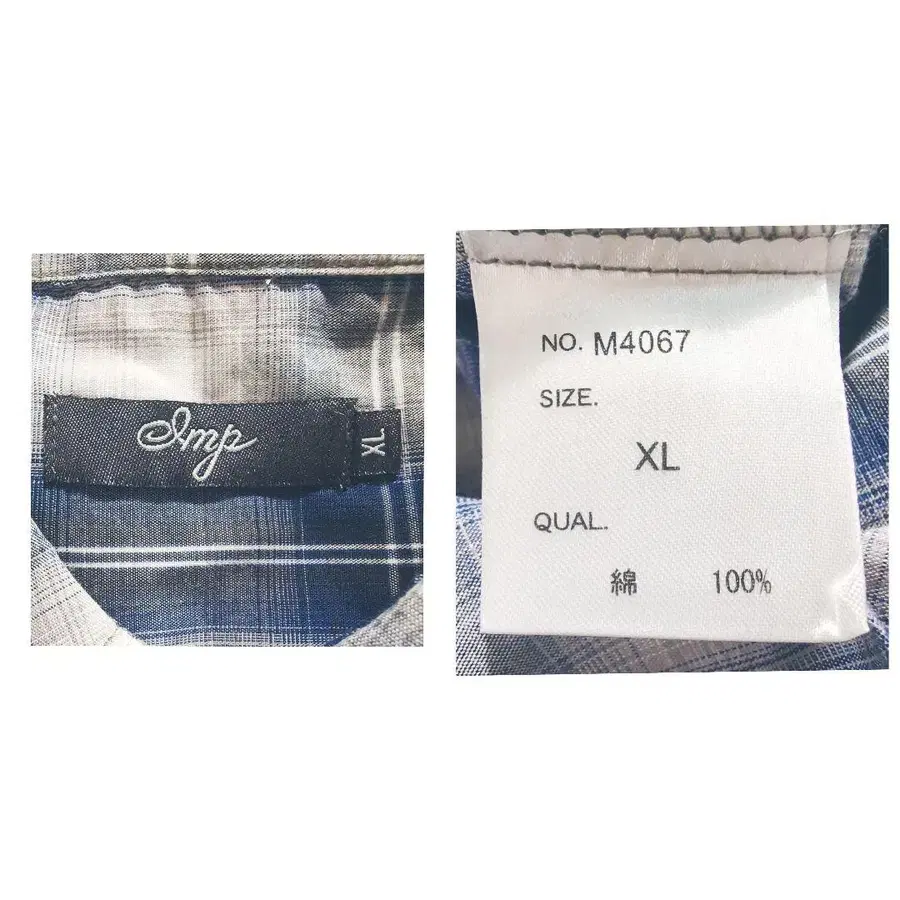 Imp
XL
NO. M4067
SIZE.
XL
QUAL.
綿 100%